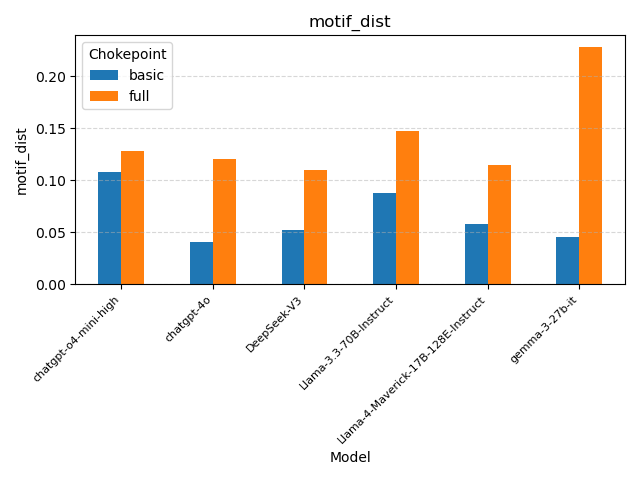 motif_dist
Chokepoint
basic
full
motif_dist
0.20
0.15
0.10
0.05
0.00
chatgpt-o4-mini-high
chatgpt-4o
DeepSeek-V3
Llama-3.3-70B-Instruct
Llama-4-Maverick-17B-128E-Instruct
gemma-3-27b-it
Model